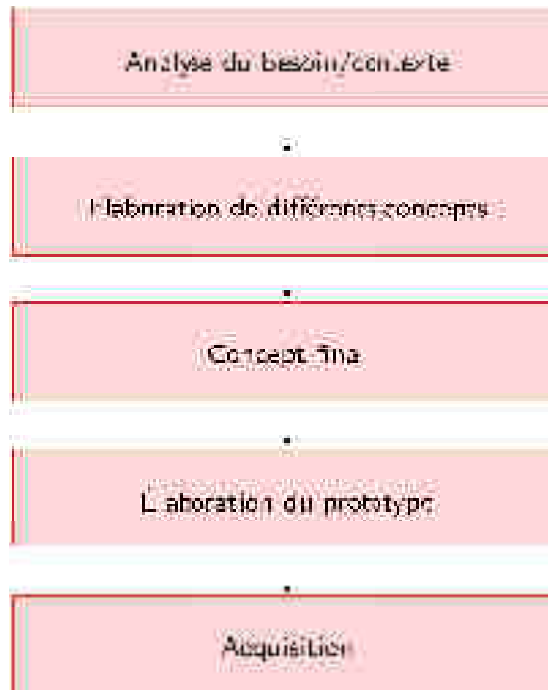 Analyse du besoin/contexte
Elaboration de différents concepts
Concept final
Elaboration du prototype
Acquisition